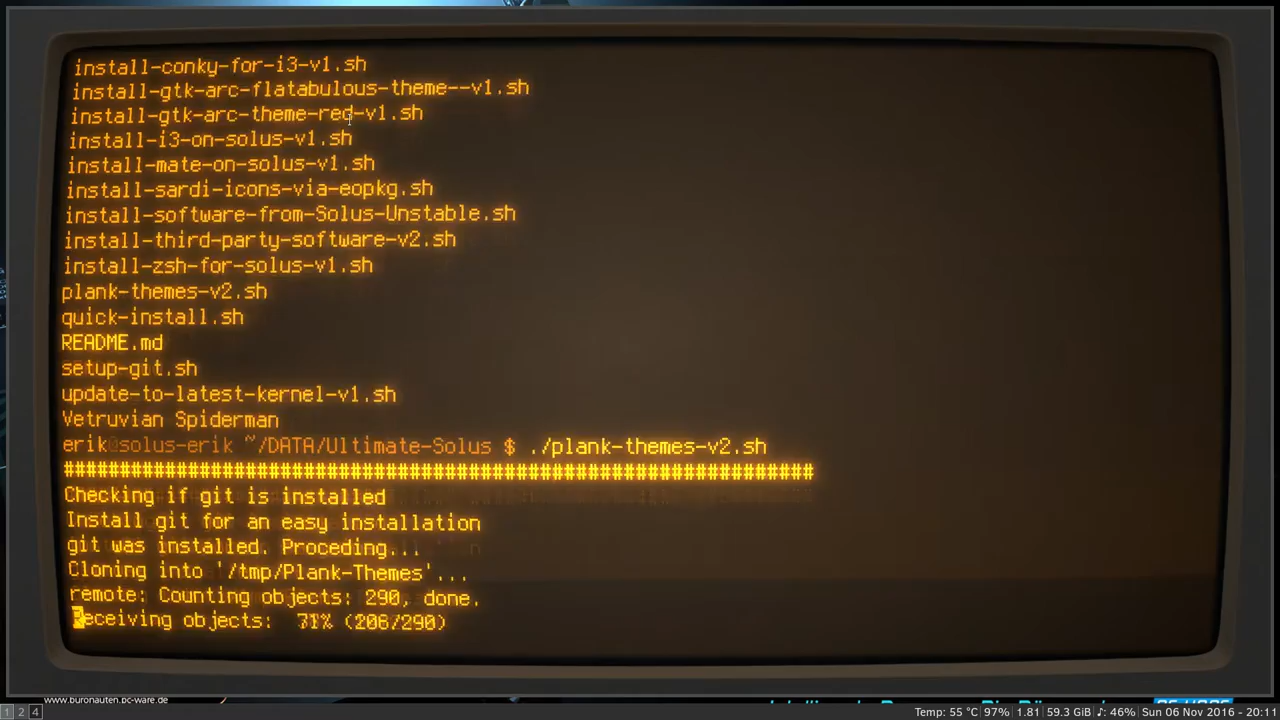 install-conky-for-i3-v1.sh
install-gtk-arc-flatabulous-theme--v1.sh
install-gtk-arc-theme-red-v1.sh
install-i3-on-solus-v1.sh
install-mate-on-solus-v1.sh
install-sardi-icons-via-eopkg.sh
install-software-from-Solus-Unstable.sh
install-third-party-software-v2.sh
install-zsh-for-solus-v1.sh
plank-themes-v2.sh
quick-install.sh
README.md
setup-git.sh
update-to-latest-kernel-v1.sh
Vetruvian Spiderman
erik@solus-erik ~/DATA/Ultimate-Solus $ ./plank-themes-v2.sh
##################################################################
Checking if git is installed
Install git for an easy installation
git was installed. Proceding...
Cloning into '/tmp/Plank-Themes'...
remote: Counting objects: 290, done.
Receiving objects: 71% (206/290)
www.buronauten.pc-ware.de
1 2 4
Temp: 55 °C 97% 1.81 59.3 GiB ♪: 46% Sun 06 Nov 2016 - 20:11